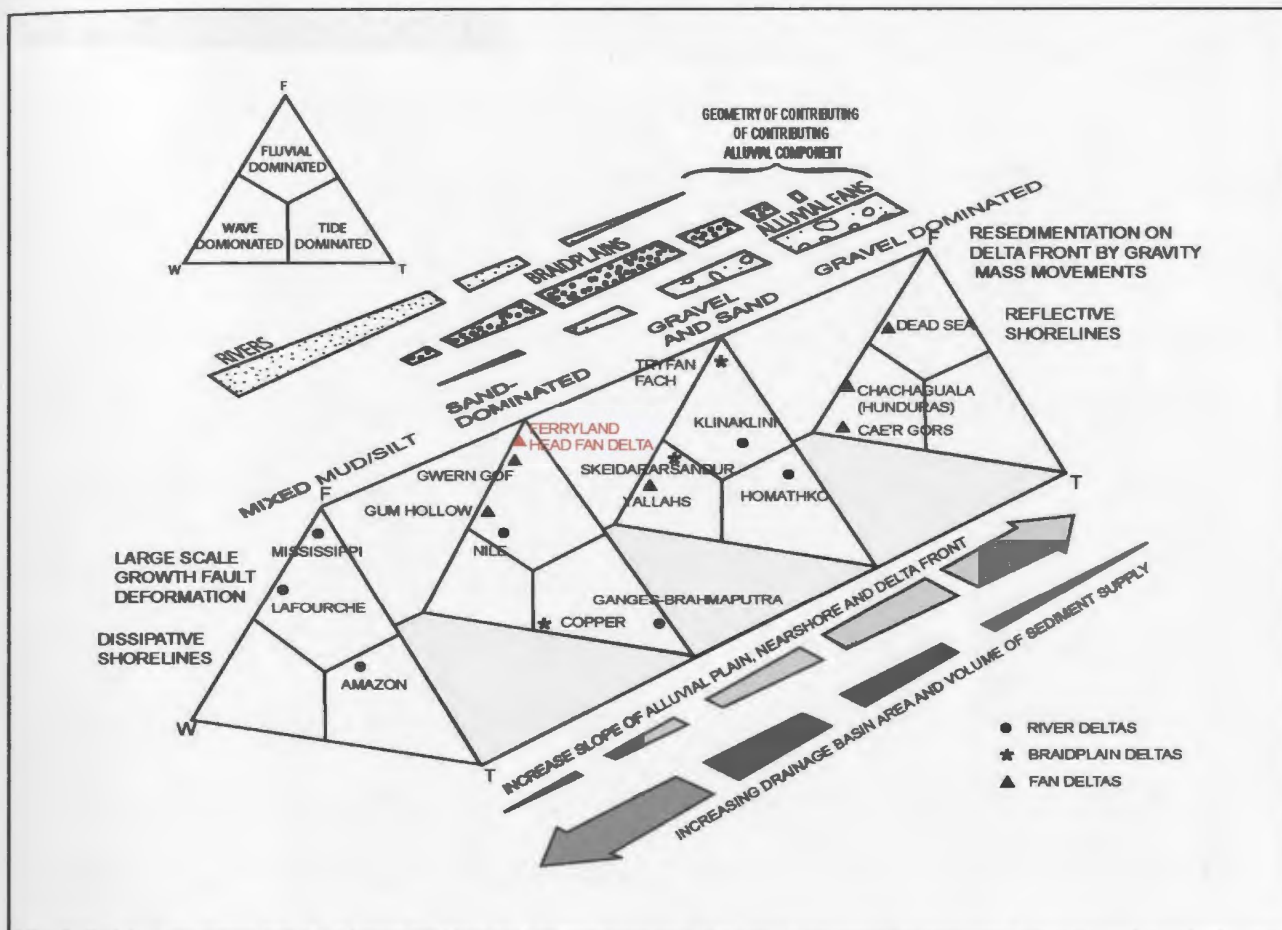 F
FLUVIAL
DOMINATED
WAVE
DOMIONATED
TIDE
DOMINATED
W
T
GEOMETRY OF CONTRIBUTING
OF CONTRIBUTING
ALLUVIAL COMPONENT
RIVERS
BRAIDPLAINS
ALLUVIAL FANS
MIXED MUD/SILT
SAND-
DOMINATED
GRAVEL
AND SAND
GRAVEL DOMINATED
RESEDIMENTATION ON
DELTA FRONT BY GRAVITY
MASS MOVEMENTS
REFLECTIVE
SHORELINES
F
DEAD SEA
CHACHAGUALA
(HUNDURAS)
CAE'R GORS
T
TRYFAN
FACH
KLINAKLINI
SKEIDARARSANDUR
YALLAHS
HOMATHKO
FERRYLAND
HEAD FAN DELTA
GWERN GOF
GUM HOLLOW
NILE
GANGES-BRAHMAPUTRA
COPPER
F
MISSISSIPPI
LAFOURCHE
AMAZON
W
T
LARGE SCALE
GROWTH FAULT
DEFORMATION
DISSIPATIVE
SHORELINES
INCREASE SLOPE OF ALLUVIAL PLAIN, NEARSHORE AND DELTA FRONT
INCREASING DRAINAGE BASIN AREA AND VOLUME OF SEDIMENT SUPPLY
RIVER DELTAS
BRAIDPLAIN DELTAS
FAN DELTAS